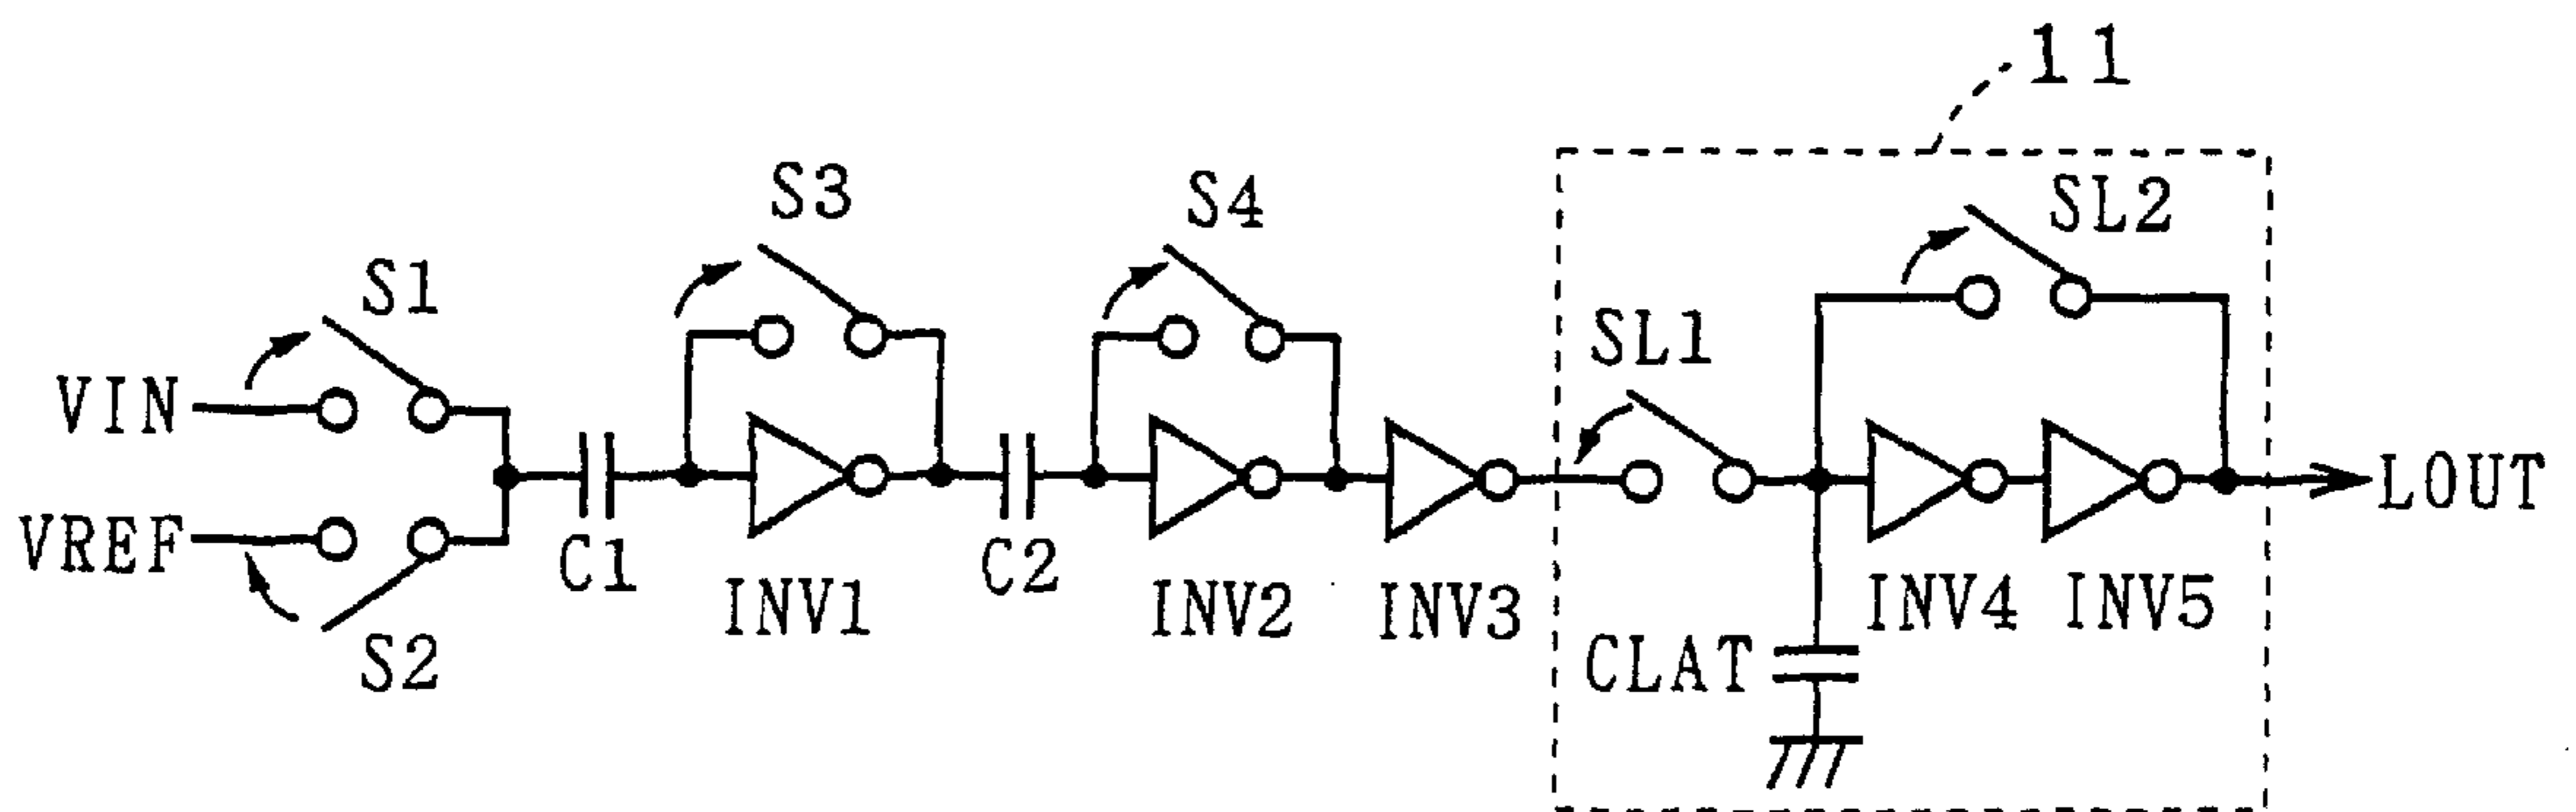 11
S3
S4
SL2
S1
SL1
VIN
LOUT
VREF
C1
C2
INV1
INV2
INV3
INV4
INV5
S2
CLAT